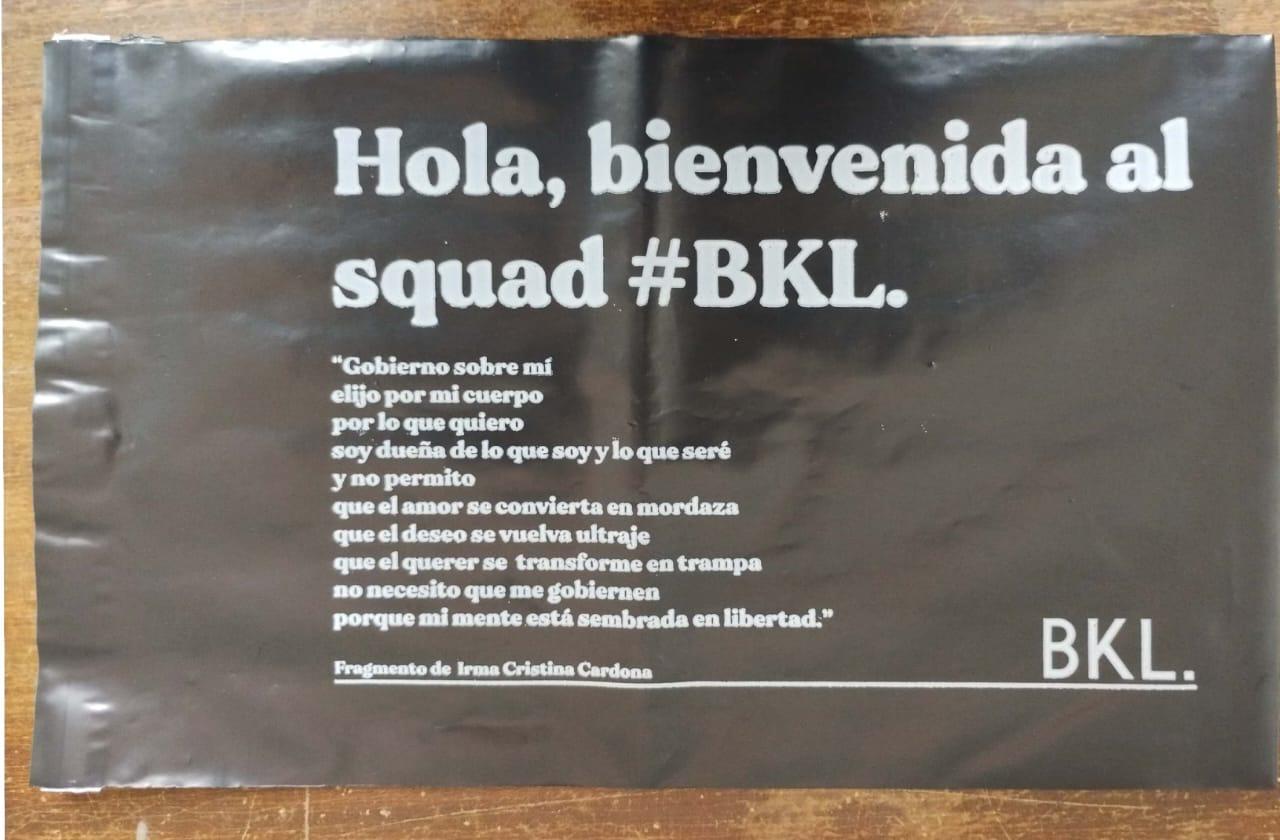 Hola, bienvenida al
squad #BKL.
“Gobierno sobre mí
elijo por mi cuerpo
por lo que quiero
soy dueña de lo que soy y lo que seré
y no permito
que el amor se convierta en mordaza
que el deseo se vuelva ultraje
que el querer se transforme en trampa
no necesito que me gobiernen
porque mi mente está sembrada en libertad.”
Fragmento de Irma Cristina Cardona
BKL.